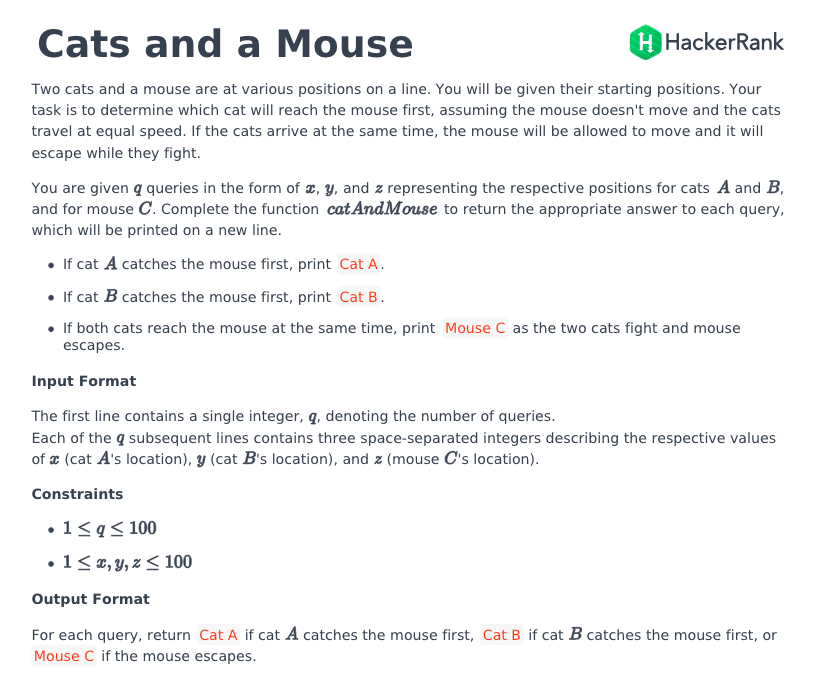 Cats and a Mouse
HackerRank
Two cats and a mouse are at various positions on a line. You will be given their starting positions. Your
task is to determine which cat will reach the mouse first, assuming the mouse doesn't move and the cats
travel at equal speed. If the cats arrive at the same time, the mouse will be allowed to move and it will
escape while they fight.
You are given q queries in the form of x, y, and z representing the respective positions for cats A and B,
and for mouse C. Complete the function catAndMouse to return the appropriate answer to each query,
which will be printed on a new line.
• If cat A catches the mouse first, print Cat A.
• If cat B catches the mouse first, print Cat B.
• If both cats reach the mouse at the same time, print Mouse C as the two cats fight and mouse
escapes.
Input Format
The first line contains a single integer, q, denoting the number of queries.
Each of the q subsequent lines contains three space-separated integers describing the respective values
of x (cat A's location), y (cat B's location), and z (mouse C's location).
Constraints
• 1 ≤ q ≤ 100
• 1 ≤ x, y, z ≤ 100
Output Format
For each query, return Cat A if cat A catches the mouse first, Cat B if cat B catches the mouse first, or
Mouse C if the mouse escapes.